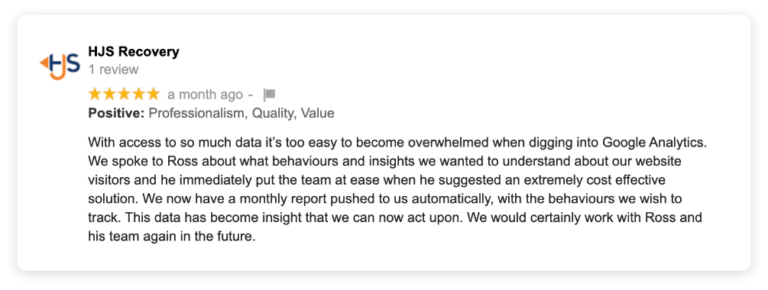 HJS
HJS Recovery
1 review
a month ago -
Positive: Professionalism, Quality, Value
With access to so much data it's too easy to become overwhelmed when digging into Google Analytics.
We spoke to Ross about what behaviours and insights we wanted to understand about our website
visitors and he immediately put the team at ease when he suggested an extremely cost effective
solution. We now have a monthly report pushed to us automatically, with the behaviours we wish to
track. This data has become insight that we can now act upon. We would certainly work with Ross and
his team again in the future.